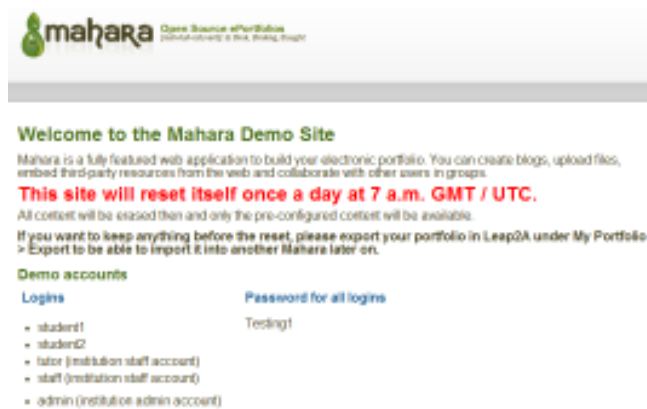 mahara Open Source ePortfolios
Welcome to the Mahara Demo Site
Mahara is a fully featured web application to build your electronic portfolio. You can create blogs, upload files,
embed third-party resources from the web and collaborate with other users in groups.
This site will reset itself once a day at 7 a.m. GMT / UTC.
All content will be erased then and only the pre-configured content will be available.
If you want to keep anything before the reset, please export your portfolio in Leap2A under My Portfolio
> Export to be able to import it into another Mahara later on.
Demo accounts
Logins Password for all logins
• student1 Testing1
• student2
• tutor (institution staff account)
• staff (institution staff account)
• admin (institution admin account)